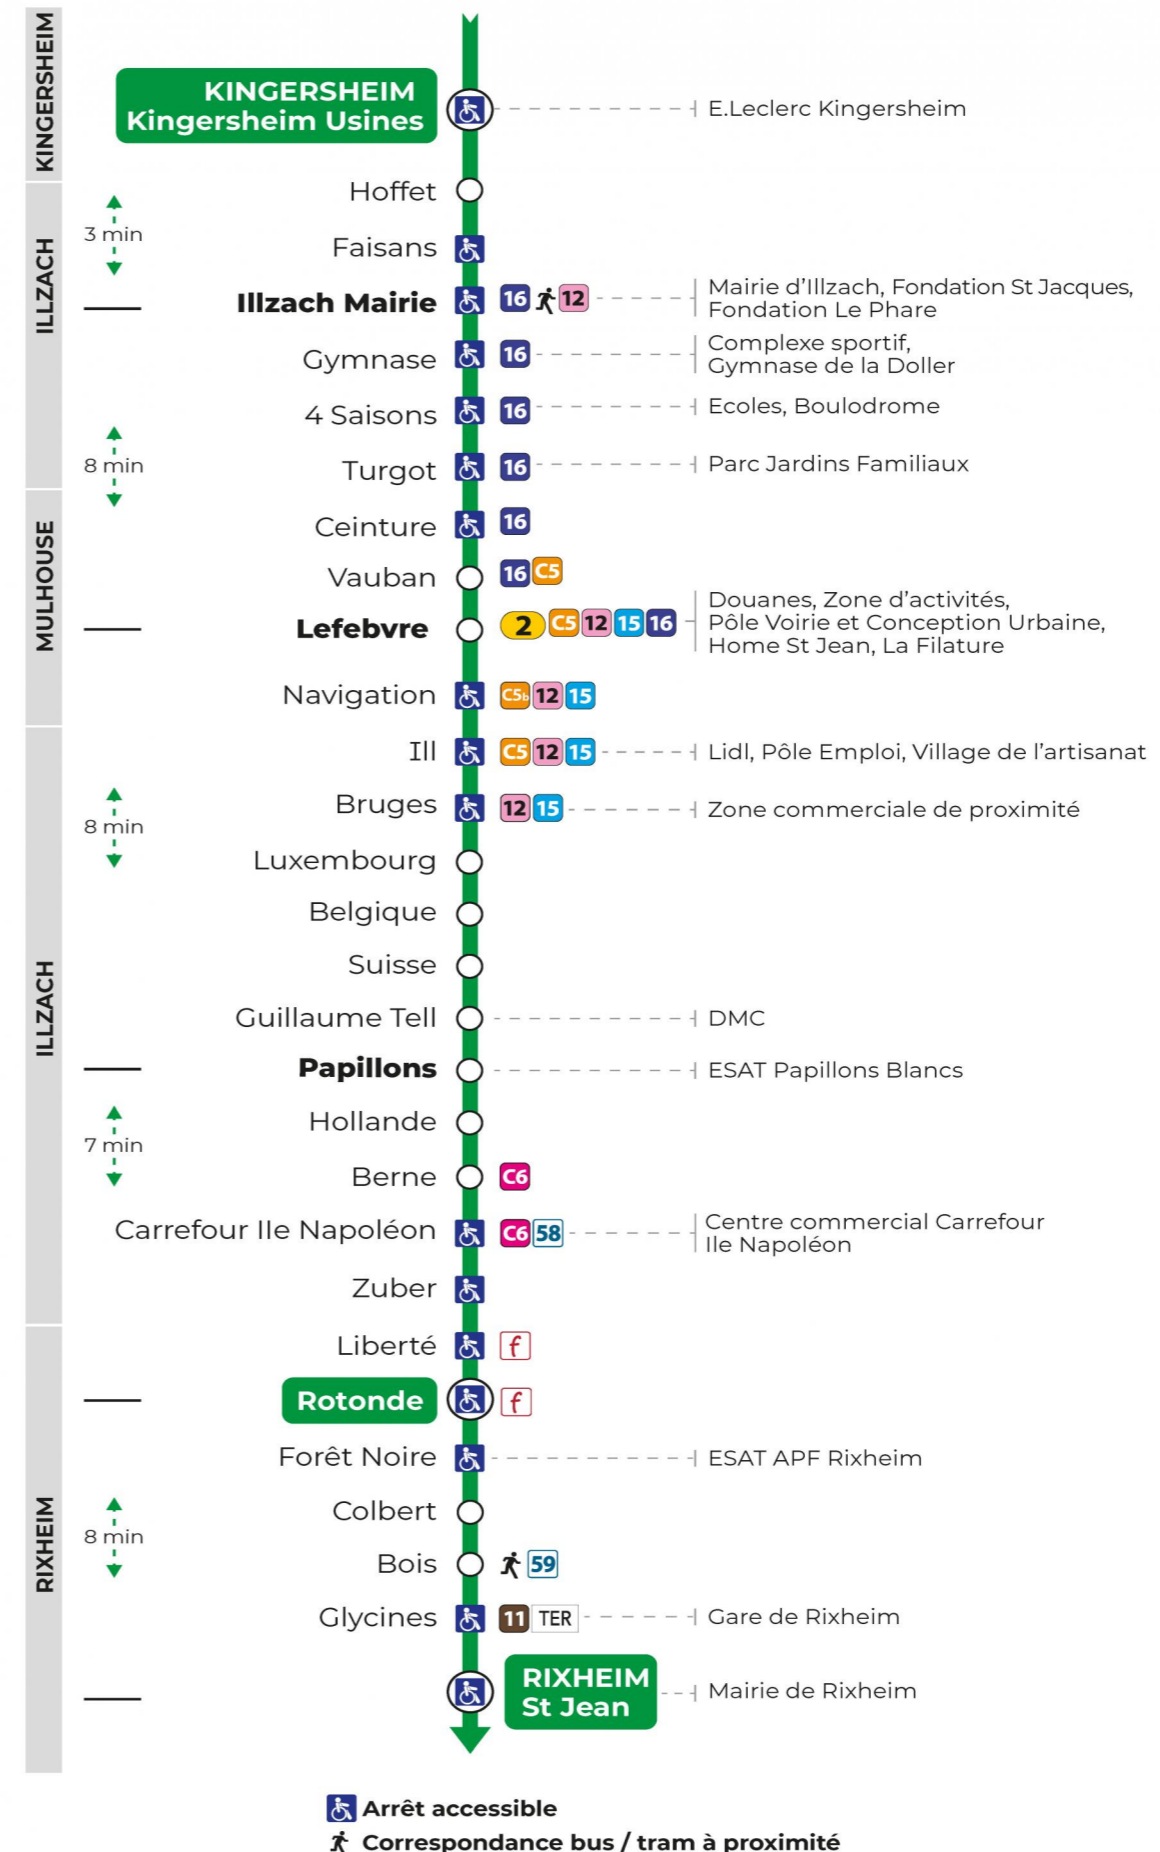 KINGERSHEIM
KINGERSHEIM
Kingersheim Usines
E.Leclerc Kingersheim
ILLZACH
Hoffet
3 min
Faisans
Illzach Mairie 16 12
Mairie d'Illzach, Fondation St Jacques,
Fondation Le Phare
Gymnase 16
Complexe sportif,
Gymnase de la Doller
4 Saisons 16 Ecoles, Boulodrome
8 min
Turgot 16 Parc Jardins Familiaux
MULHOUSE
Ceinture 16
Vauban 16 C5
Lefebvre 2 C5 12 15 16
Douanes, Zone d'activités,
Pôle Voirie et Conception Urbaine,
Home St Jean, La Filature
Navigation C5b 12 15
ILLZACH
Ill C5 12 15 Lidl, Pôle Emploi, Village de l'artisanat
Bruges 12 15 Zone commerciale de proximité
8 min
Luxembourg
Belgique
Suisse
Guillaume Tell DMC
Papillons ESAT Papillons Blancs
Hollande
7 min
Berne C6
Carrefour Ile Napoléon C6 58
Centre commercial Carrefour
Ile Napoléon
Zuber
RIXHEIM
Liberté f
Rotonde f
Forêt Noire ESAT APF Rixheim
Colbert
8 min
Bois 59
Glycines 11 TER Gare de Rixheim
RIXHEIM
St Jean
Mairie de Rixheim
Arrêt accessible
Correspondance bus / tram à proximité